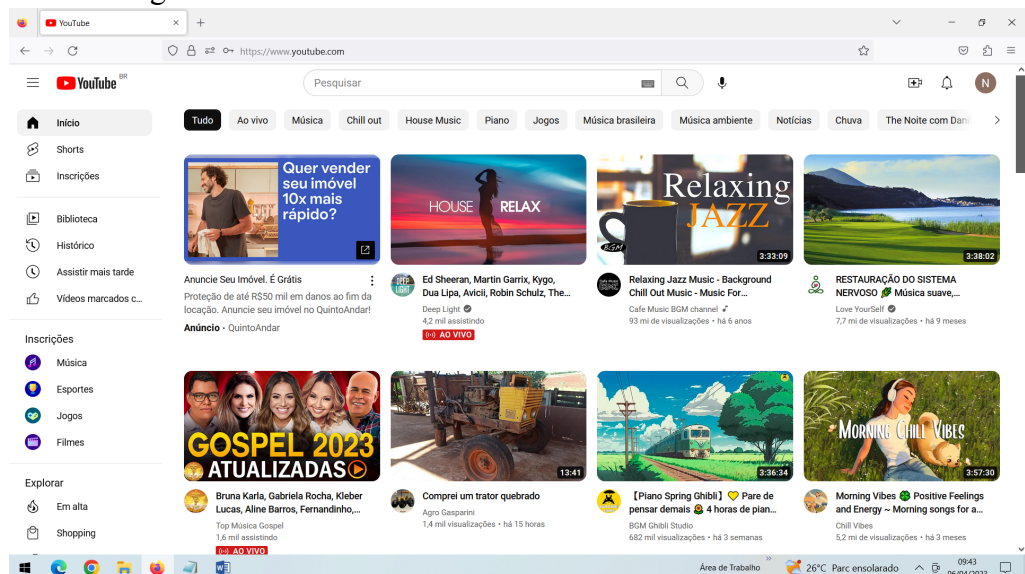 YouTube
https://www.youtube.com
YouTube BR
Pesquisar
N
Tudo
Ao vivo
Música
Chill out
House Music
Piano
Jogos
Música brasileira
Música ambiente
Notícias
Chuva
The Noite com Dani
Início
Shorts
Inscrições
Biblioteca
Histórico
Assistir mais tarde
Vídeos marcados c...
Inscrições
Música
Esportes
Jogos
Filmes
Explorar
Em alta
Shopping
Quer vender
seu imóvel
10x mais
rápido?
Anuncie Seu Imóvel. É Grátis
Proteção de até R$50 mil em danos ao fim da
locação. Anuncie seu imóvel no QuintoAndar!
Anúncio • QuintoAndar
HOUSE RELAX
DEEP
LIGHT
Ed Sheeran, Martin Garrix, Kygo,
Dua Lipa, Avicii, Robin Schulz, The...
Deep Light
4,2 mil assistindo
AO VIVO
Relaxing
JAZZ
BGM
3:33:09
Relaxing Jazz Music - Background
Chill Out Music - Music For...
Cafe Music BGM channel
93 mi de visualizações • há 6 anos
3:38:02
RESTAURAÇÃO DO SISTEMA
NERVOSO 🌿 Música suave,...
Love YourSelf
7,7 mi de visualizações • há 9 meses
GOSPEL 2023
ATUALIZADAS
Bruna Karla, Gabriela Rocha, Kleber
Lucas, Aline Barros, Fernandinho,...
Top Música Gospel
1,6 mil assistindo
AO VIVO
13:41
Comprei um trator quebrado
Agro Gasparini
1,4 mil visualizações • há 15 horas
3:36:34
【Piano Spring Ghibli】 💛 Pare de
pensar demais 🎎 4 horas de pian...
BGM Ghibli Studio
682 mil visualizações • há 3 semanas
MORNING CHILL VIBES
3:57:30
Morning Vibes 🍀 Positive Feelings
and Energy ~ Morning songs for a...
Chill Vibes
5,2 mi de visualizações • há 3 meses
Área de Trabalho
26°C Parc ensolarado
09:43
06/04/2023